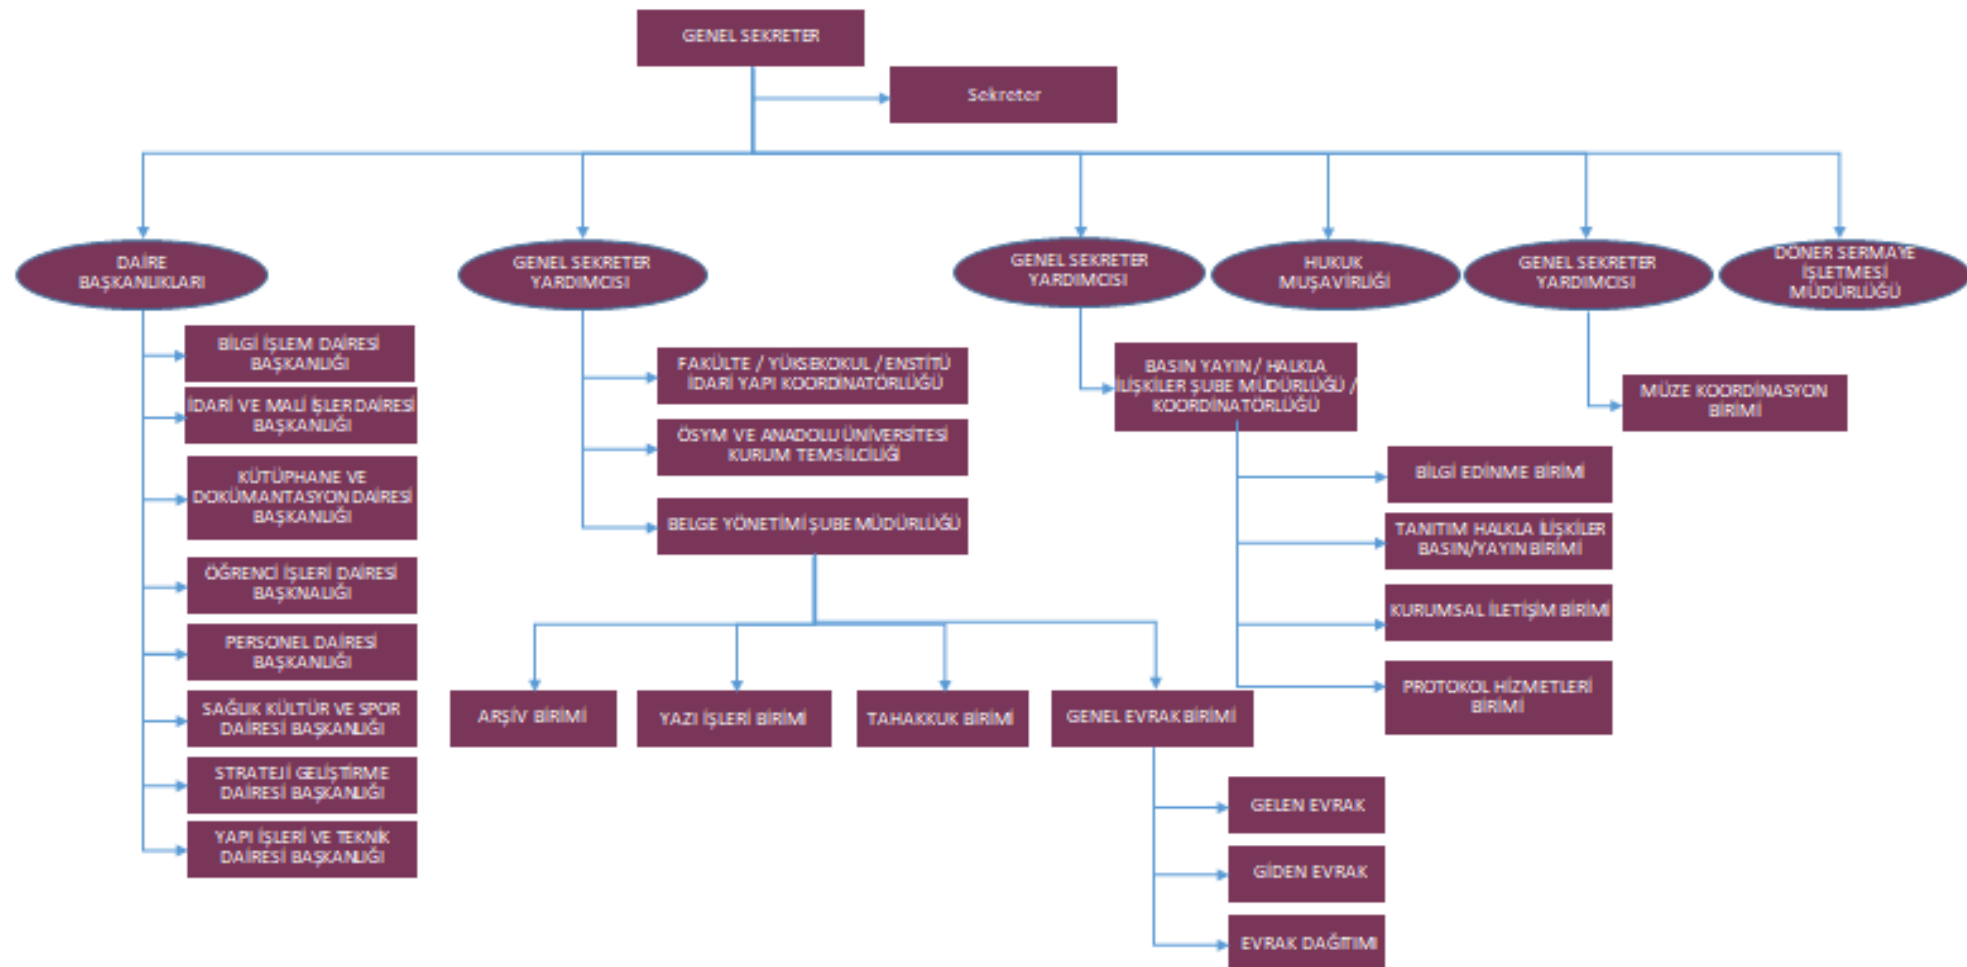 GENEL SEKRETER
Sekreter
DAİRE
BAŞKANLIKLARI
GENEL SEKRETER
YARDIMCISI
GENEL SEKRETER
YARDIMCISI
HUKUK
MUŞAVİRLİĞİ
GENEL SEKRETER
YARDIMCISI
DÖNER SERMAYE
İŞLETMESİ
MÜDÜRLÜĞÜ
BİLGİ İŞLEM DAİRESİ
BAŞKANLIĞI
İDARİ VE MALİ İŞLER DAİRESİ
BAŞKANLIĞI
KÜTÜPHANE VE
DOKÜMANTASYON DAİRESİ
BAŞKANLIĞI
ÖĞRENCİ İŞLERİ DAİRESİ
BAŞKNALIĞI
PERSONEL DAİRESİ
BAŞKANLIĞI
SAĞLIK KÜLTÜR VE SPOR
DAİRESİ BAŞKANLIĞI
STRATEJİ GELİŞTİRME
DAİRESİ BAŞKANLIĞI
YAPI İŞLERİ VE TEKNİK
DAİRESİ BAŞKANLIĞI
FAKÜLTE / YÜKSEKOKUL / ENSTİTÜ
İDARİ YAPI KOORDİNATÖRLÜĞÜ
ÖSYM VE ANADOLU ÜNİVERSİTESİ
KURUM TEMSİLCİLİĞİ
BELGE YÖNETİMİ ŞUBE MÜDÜRLÜĞÜ
ARŞİV BİRİMİ
YAZI İŞLERİ BİRİMİ
TAHAKKUK BİRİMİ
GENEL EVRAK BİRİMİ
GELEN EVRAK
GİDEN EVRAK
EVRAK DAĞITIMI
BASIN YAYIN / HALKLA
İLİŞKİLER ŞUBE MÜDÜRLÜĞÜ /
KOORDİNATÖRLÜĞÜ
BİLGİ EDİNME BİRİMİ
TANITIM HALKLA İLİŞKİLER
BASIN/YAYIN BİRİMİ
KURUMSAL İLETİŞİM BİRİMİ
PROTOKOL HİZMETLERİ
BİRİMİ
MÜZE KOORDİNASYON
BİRİMİ